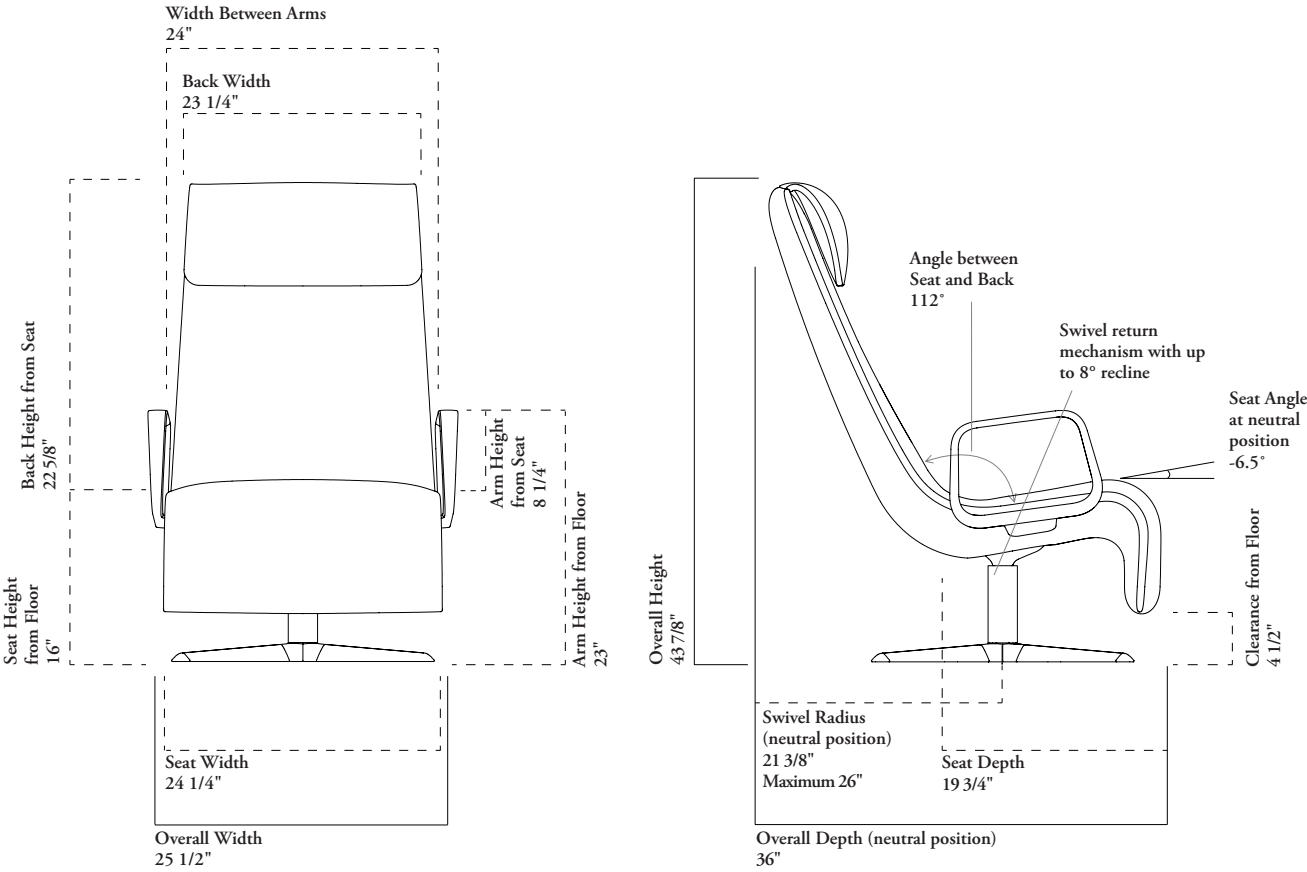 Width Between Arms
24"
Back Width
23 1/4"
Back Height from Seat
22 5/8"
Seat Height
from Floor
16"
Arm Height
from Seat
8 1/4"
Arm Height from Floor
23"
Seat Width
24 1/4"
Overall Width
25 1/2"
Overall Height
43 7/8"
Angle between
Seat and Back
112˚
Swivel return
mechanism with up
to 8° recline
Seat Angle
at neutral
position
-6.5˚
Clearance from Floor
4 1/2"
Swivel Radius
(neutral position)
21 3/8"
Maximum 26"
Seat Depth
19 3/4"
Overall Depth (neutral position)
36"